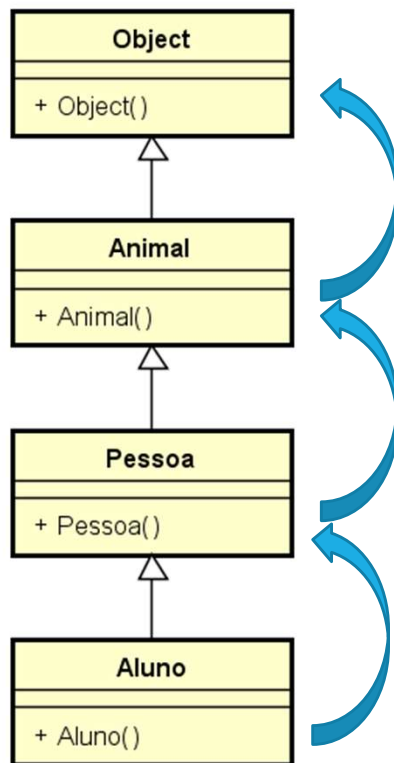 Object
+ Object()
Animal
+ Animal()
Pessoa
+ Pessoa()
Aluno
+ Aluno()